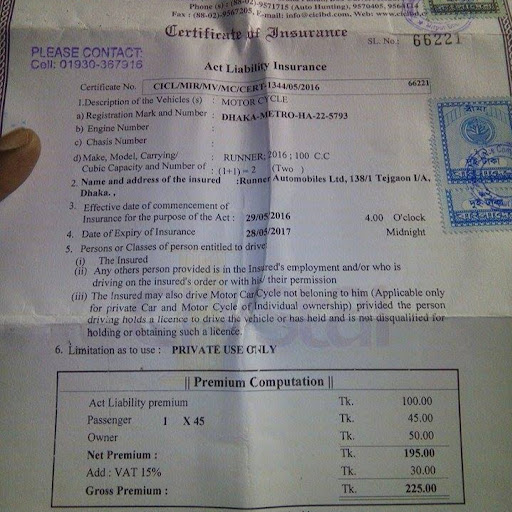 Phone : (88-02)-9571715 (Auto Hunting), 9570405, 9564114
Fax : (88-02)-9567205, E-mail: info@cicibd.com, Web: www.
Certificate of Insurance
SL. No.: 66221
PLEASE CONTACT:
Cell: 01930-367916
Act Liability Insurance
Certificate No. CICL/MIR/MV/MC/CERT-1344/05/2016 66221
1.Description of the Vehicles (s) : MOTOR CYCLE
a) Registration Mark and Number : DHAKA-METRO-HA-22-5793
b) Engine Number :
c) Chasis Number :
d) Make, Model, Carrying/ : RUNNER; 2016 ; 100 C.C
Cubic Capacity and Number of : (1+1) = 2 (Two )
2 Name and address of the insured :Runner Automobiles Ltd, 138/1 Tejgaon I/A,
Dhaka. ,
3. Effective date of commencement of
Insurance for the purpose of the Act : 29/05/2016 4.00 O'clock
4. Date of Expiry of Insurance 28/05/2017 Midnight
5. Persons or Classes of person entitled to drive
(i) The Insured
(ii) Any others person provided is in the Insured's employment and/or who is
driving on the insured's order or with his/ their permission
(iii) The Insured may also drive Motor Car/Cycle not beloning to him (Applicable only
for private Car and Motor Cycle of Individual ownership) privided the person
driving holds a licence to drive the vehicle or has held and is not disqualified for
holding or obtaining such a licence.
6. Limitation as to use : PRIVATE USE ONLY
|| Premium Computation ||
Act Liability premium Tk. 100.00
Passenger 1 X 45 Tk. 45.00
Owner Tk. 50.00
Net Premium : Tk. 195.00
Add : VAT 15% Tk. 30.00
Gross Premium : Tk. 225.00
বীমা
দুই টাকা
দুই টাকা